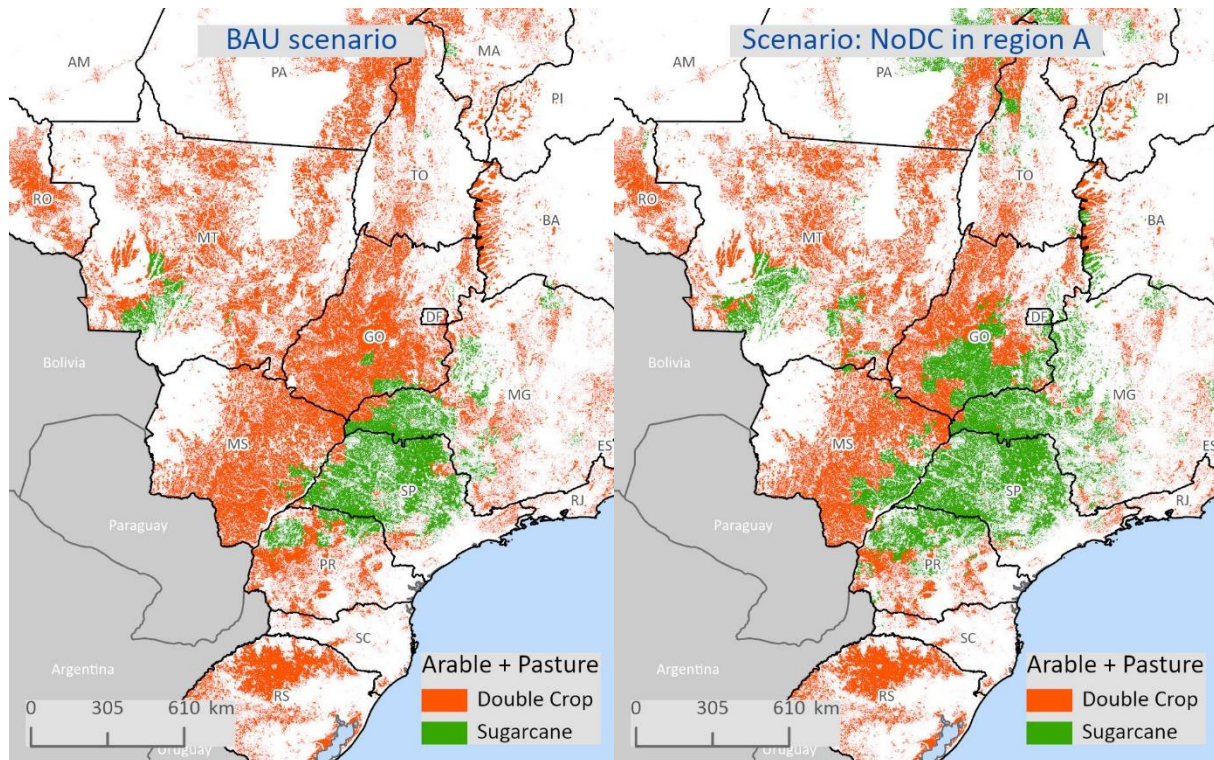 BAU scenario
AM
PA
MA
PI
TO
RO
MT
BA
DF
GO
Bolivia
MG
MS
ES
SP
RJ
Paraguay
PR
SC
Argentina
RS
Uruguay
0 305 610 km
Arable + Pasture
Double Crop
Sugarcane
Scenario: NoDC in region A
AM
PA
PI
TO
RO
MT
BA
DF
GO
Bolivia
MG
MS
ES
SP
RJ
Paraguay
PR
SC
Argentina
RS
Uruguay
0 305 610 km
Arable + Pasture
Double Crop
Sugarcane